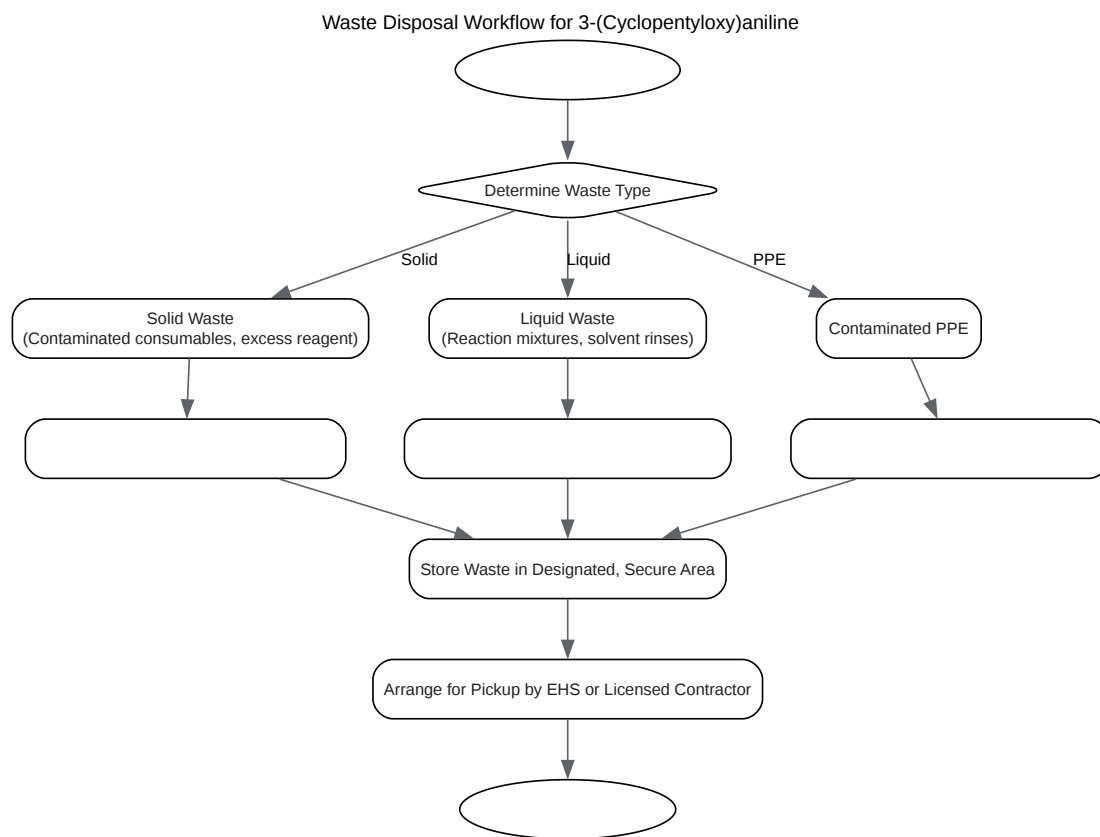 Waste Disposal Workflow for 3-(Cyclopentyloxy)aniline
Determine Waste Type
Solid
Liquid
PPE
Solid Waste
(Contaminated consumables, excess reagent)
Liquid Waste
(Reaction mixtures, solvent rinses)
Contaminated PPE
Store Waste in Designated, Secure Area
Arrange for Pickup by EHS or Licensed Contractor